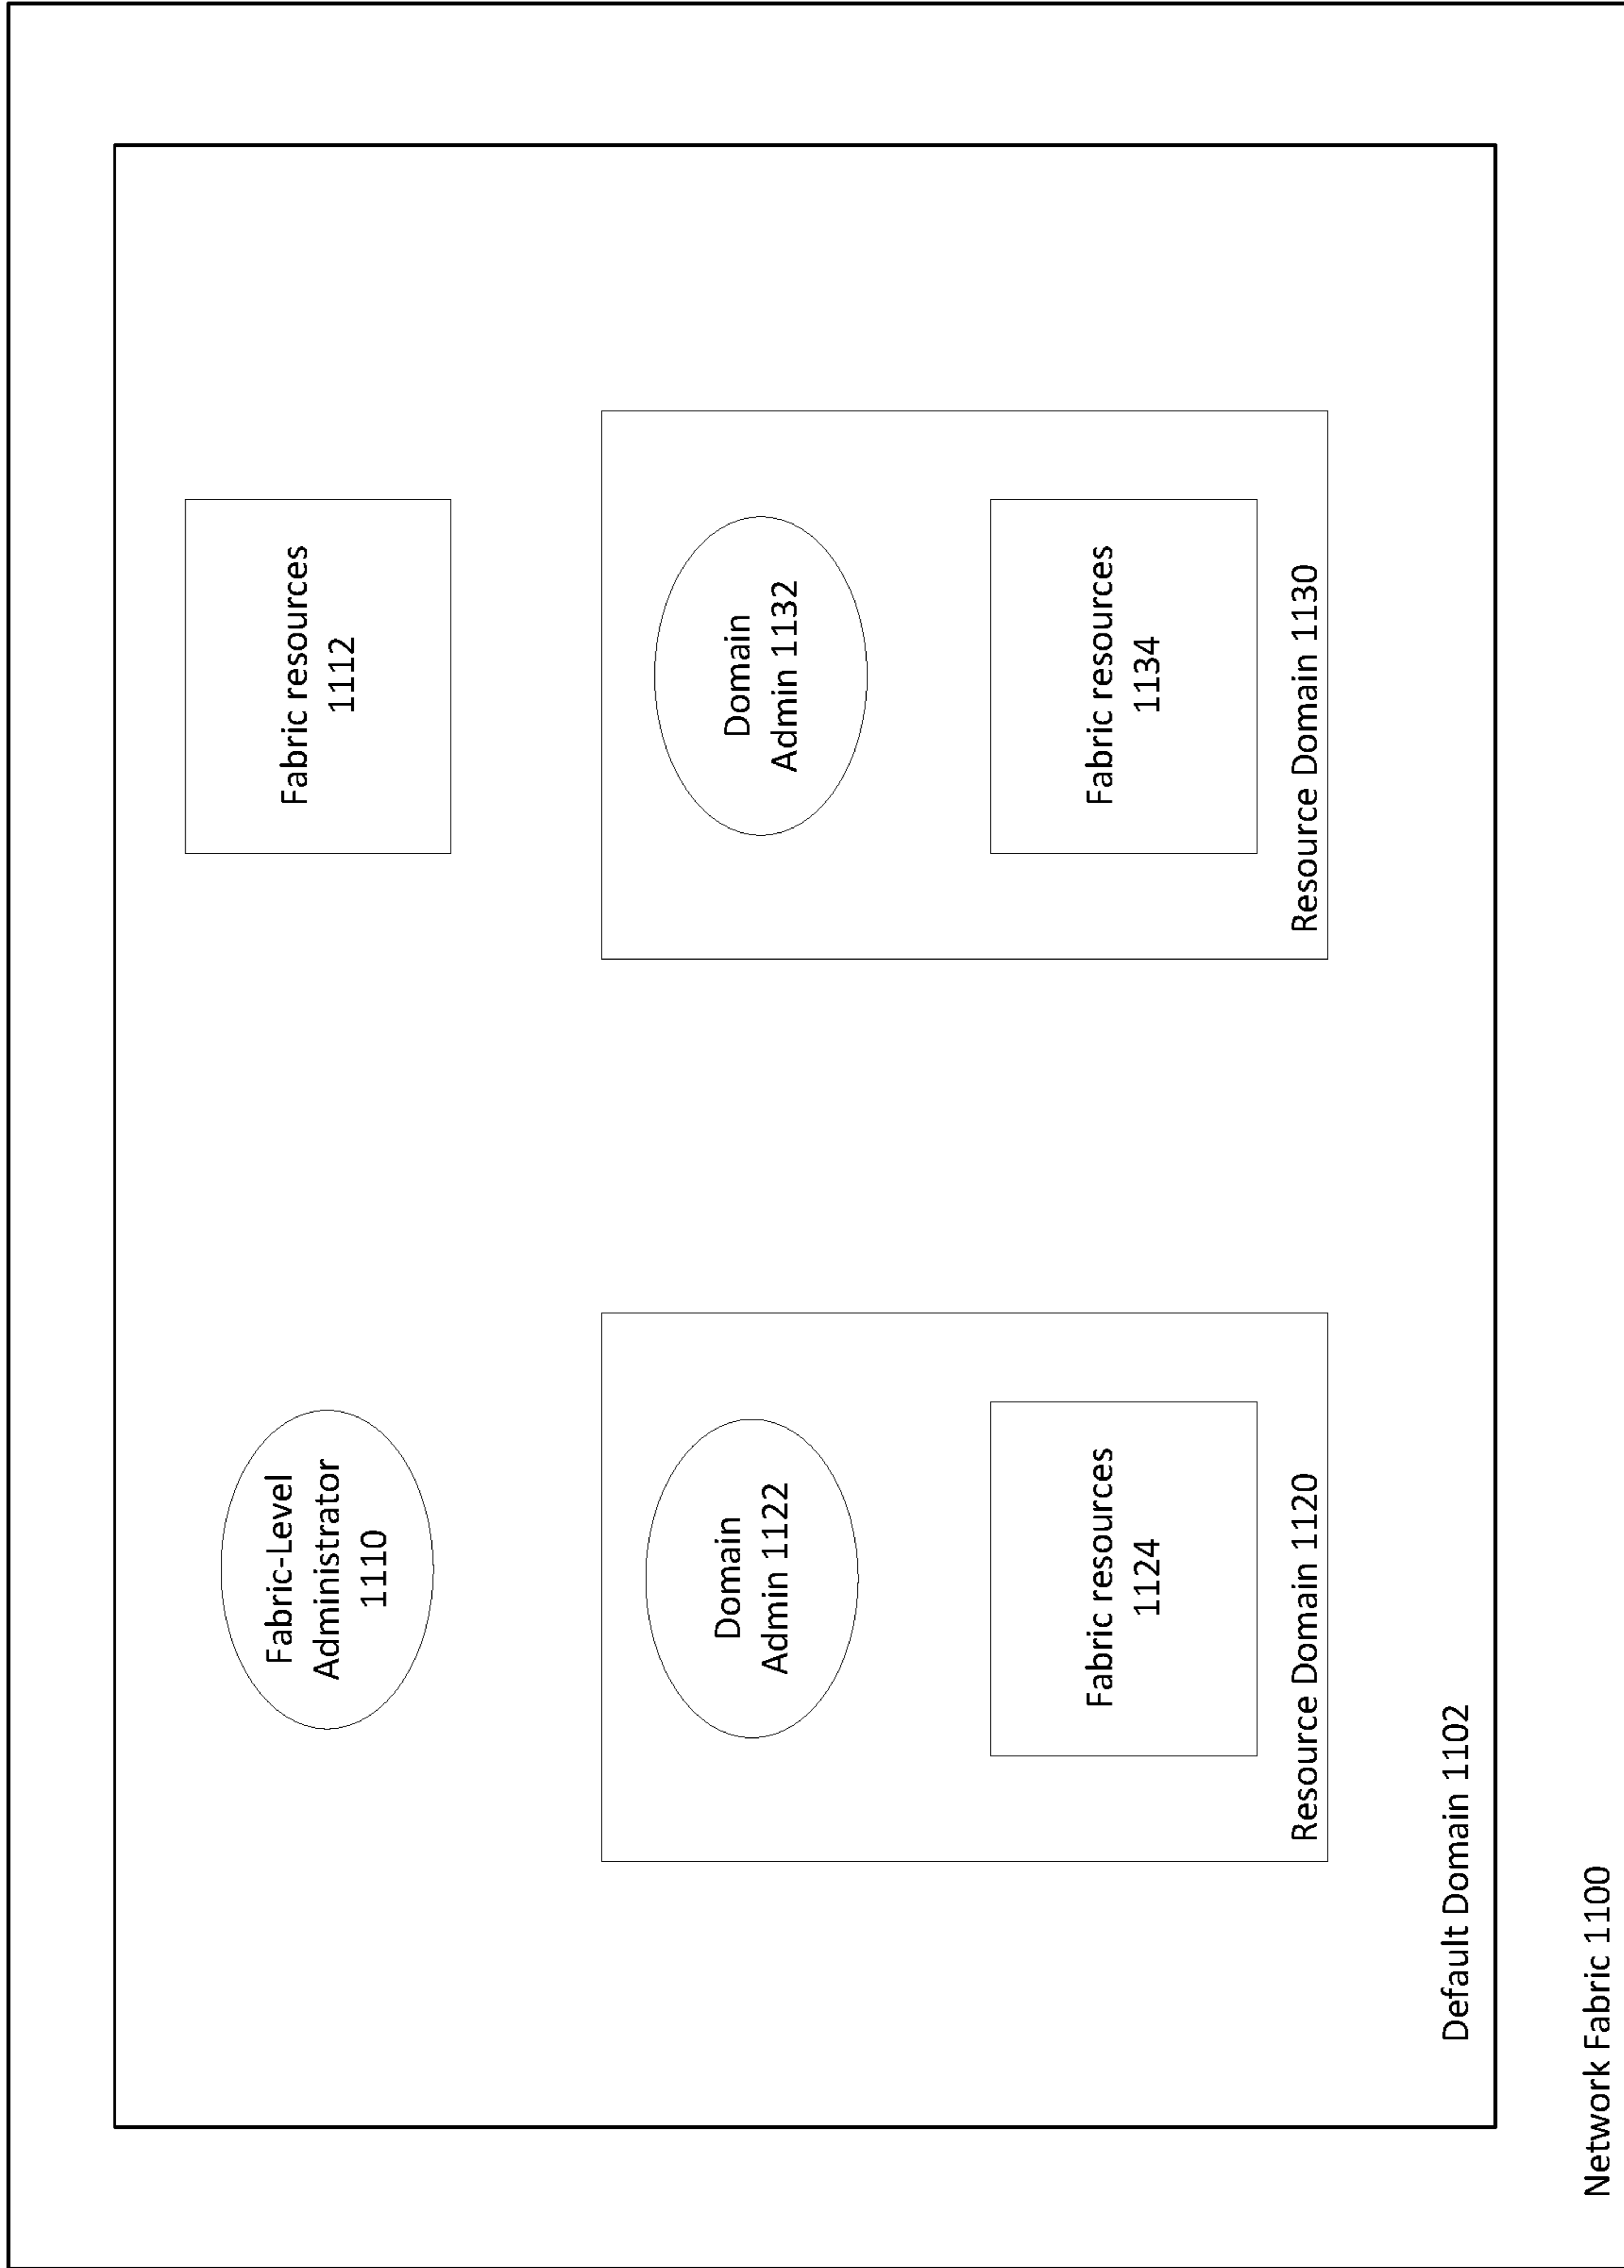 Fabric-Level
Administrator
1110
Fabric resources
1112
Domain
Admin 1122
Fabric resources
1124
Resource Domain 1120
Domain
Admin 1132
Fabric resources
1134
Resource Domain 1130
Default Domain 1102
Network Fabric 1100